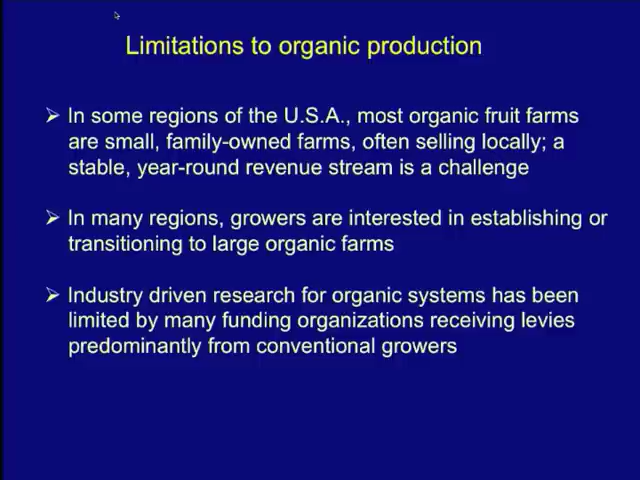 Limitations to organic production
➢ In some regions of the U.S.A., most organic fruit farms
are small, family-owned farms, often selling locally; a
stable, year-round revenue stream is a challenge
➢ In many regions, growers are interested in establishing or
transitioning to large organic farms
➢ Industry driven research for organic systems has been
limited by many funding organizations receiving levies
predominantly from conventional growers